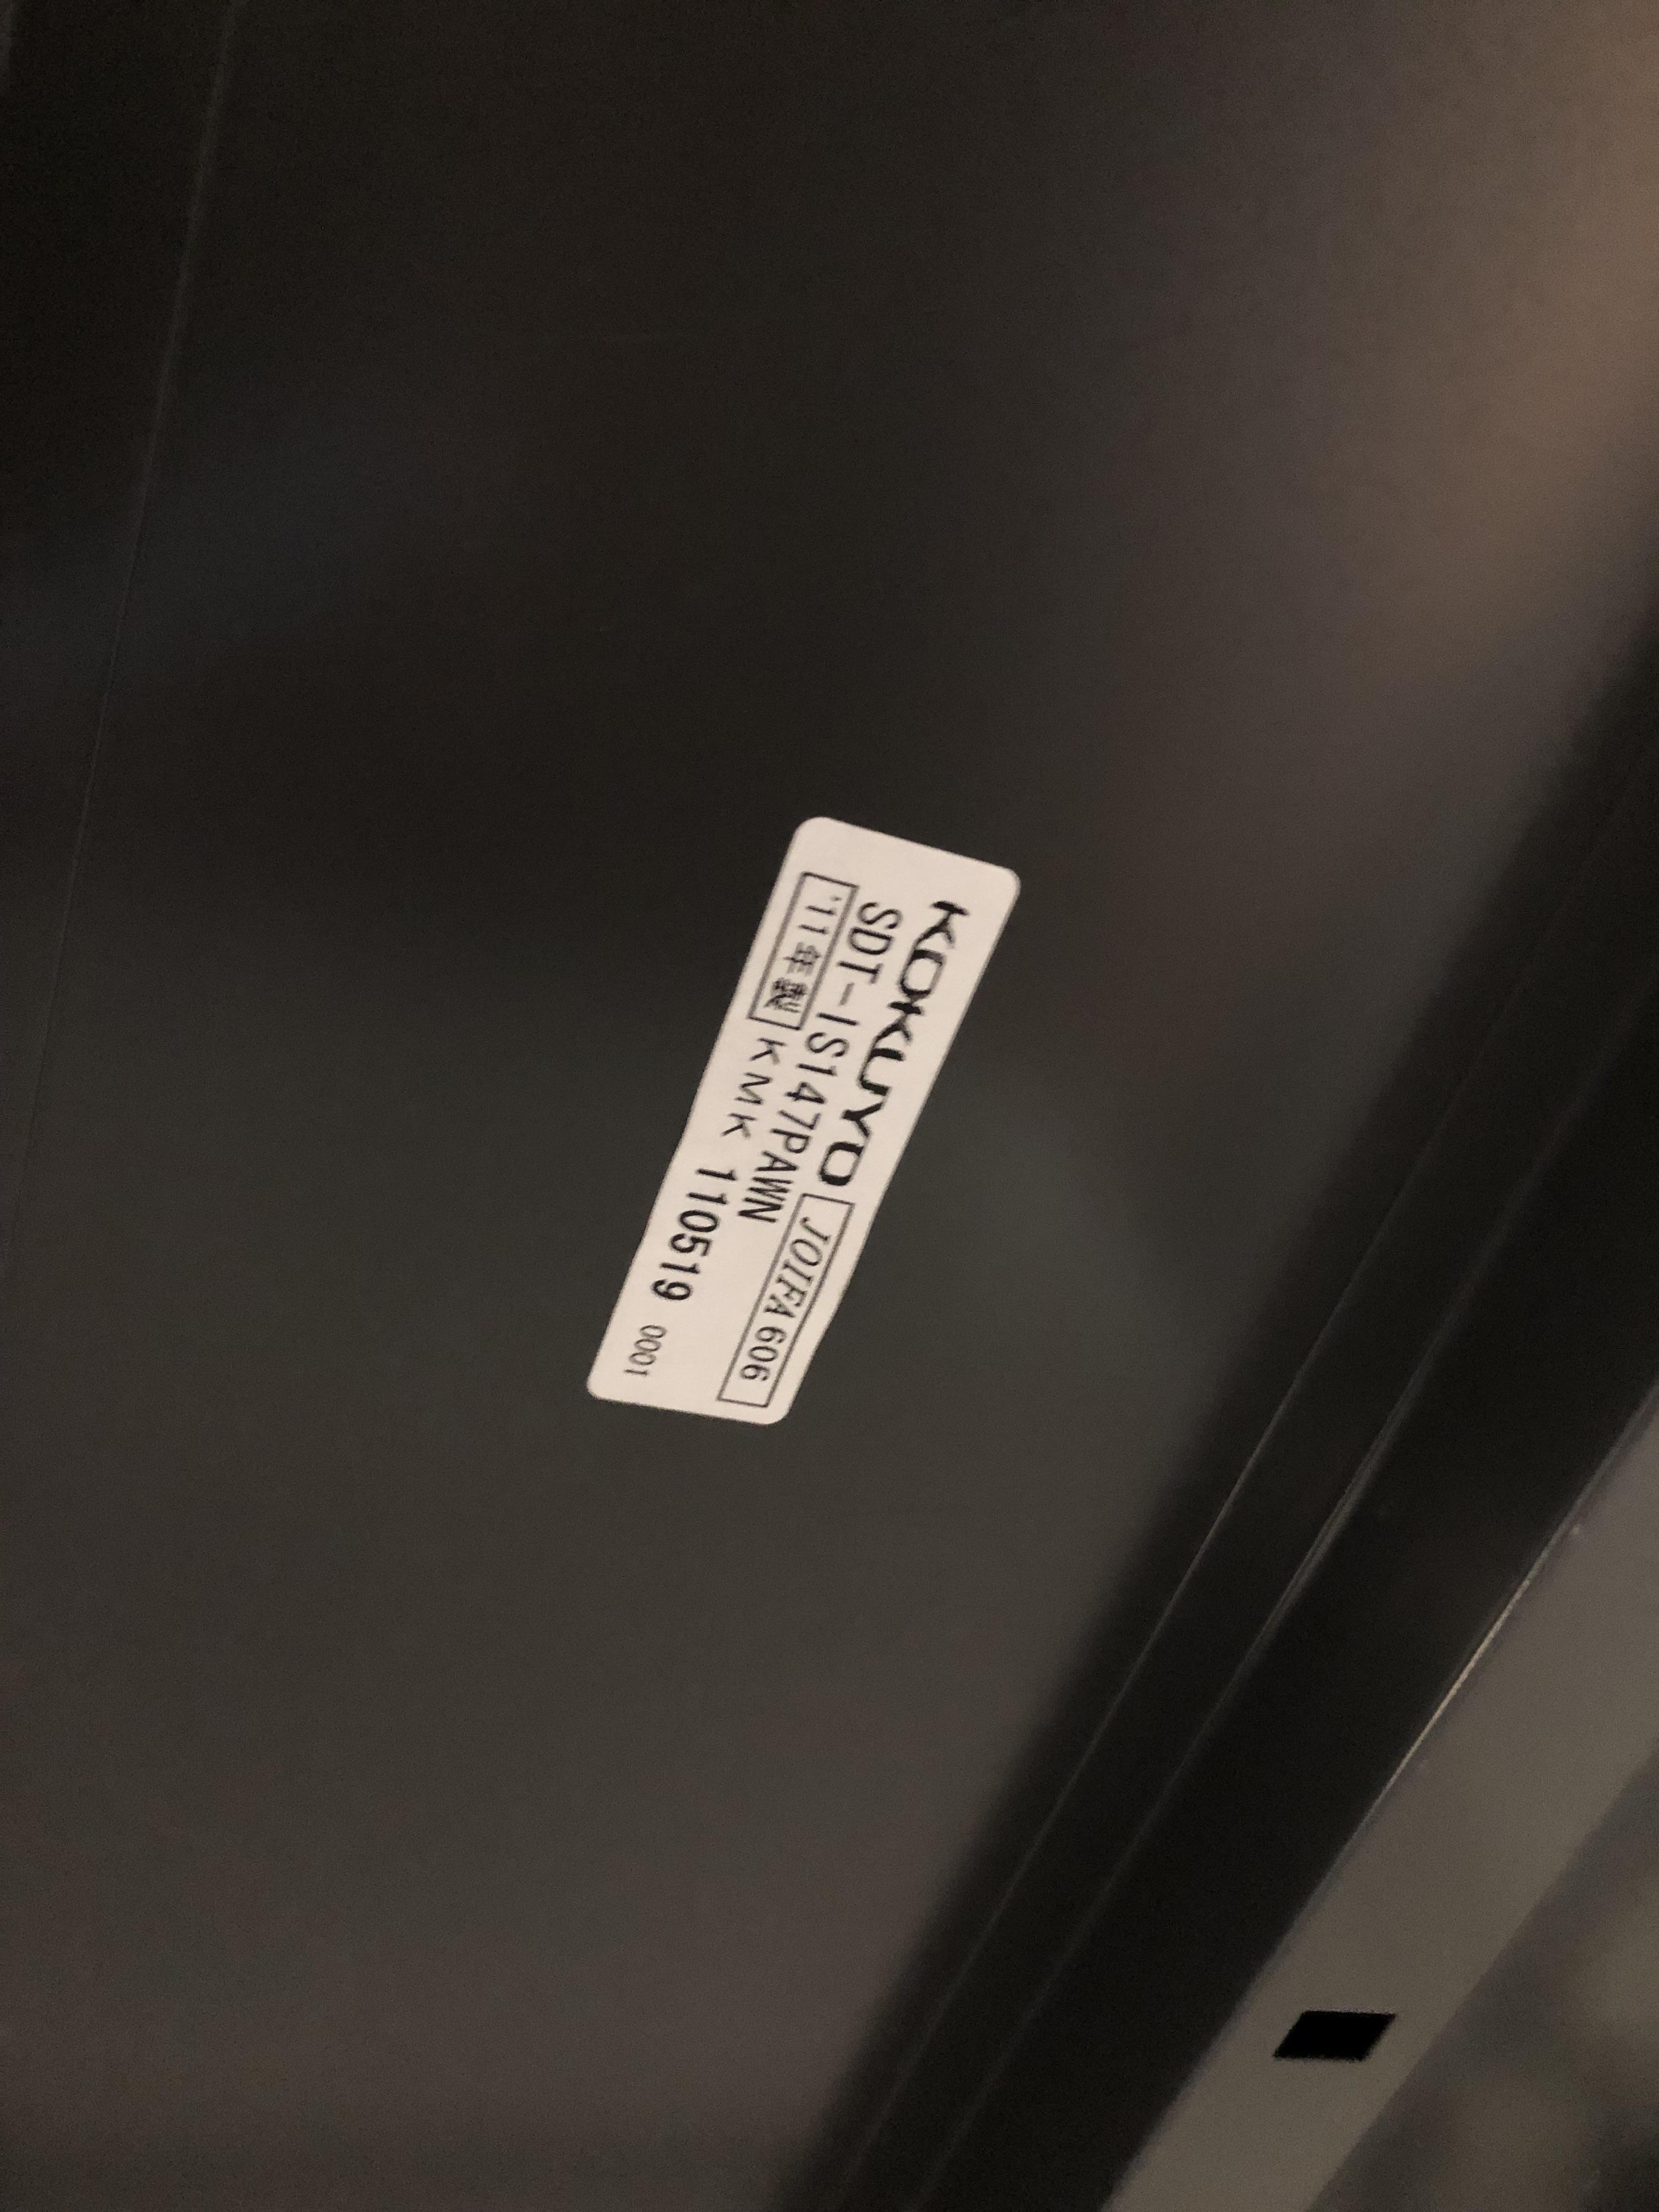 KOKUYO JOIFA 606
SDT-IS147PAWN
'11年製 KMK 110519 0001